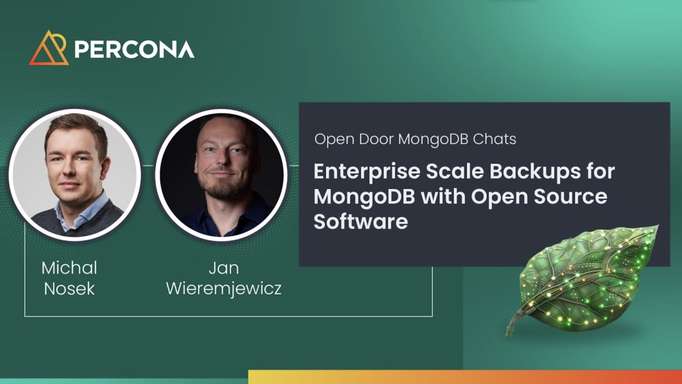 PERCONA
Open Door MongoDB Chats
Enterprise Scale Backups for
MongoDB with Open Source
Software
Michal
Nosek
Jan
Wieremjewicz